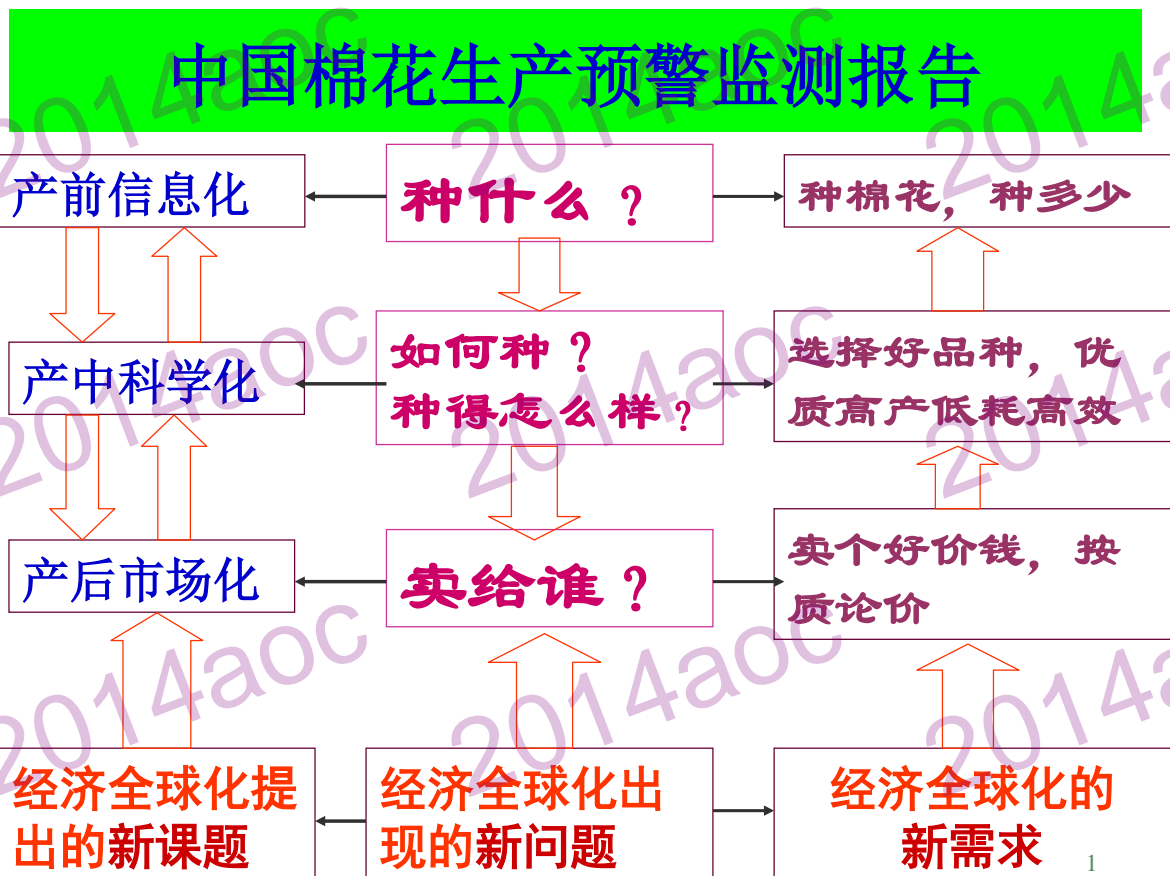 中国棉花生产预警监测报告
产前信息化
种什么？
种棉花，种多少
产中科学化
如何种？
种得怎么样？
选择好品种，优
质高产低耗高效
产后市场化
卖给谁？
卖个好价钱，按
质论价
经济全球化提
出的新课题
经济全球化出
现的新问题
经济全球化的
新需求
1
2014aoc
2014aoc
2014a
2014aoc
2014aoc
2014a
2014aoc
2014aoc
2014a